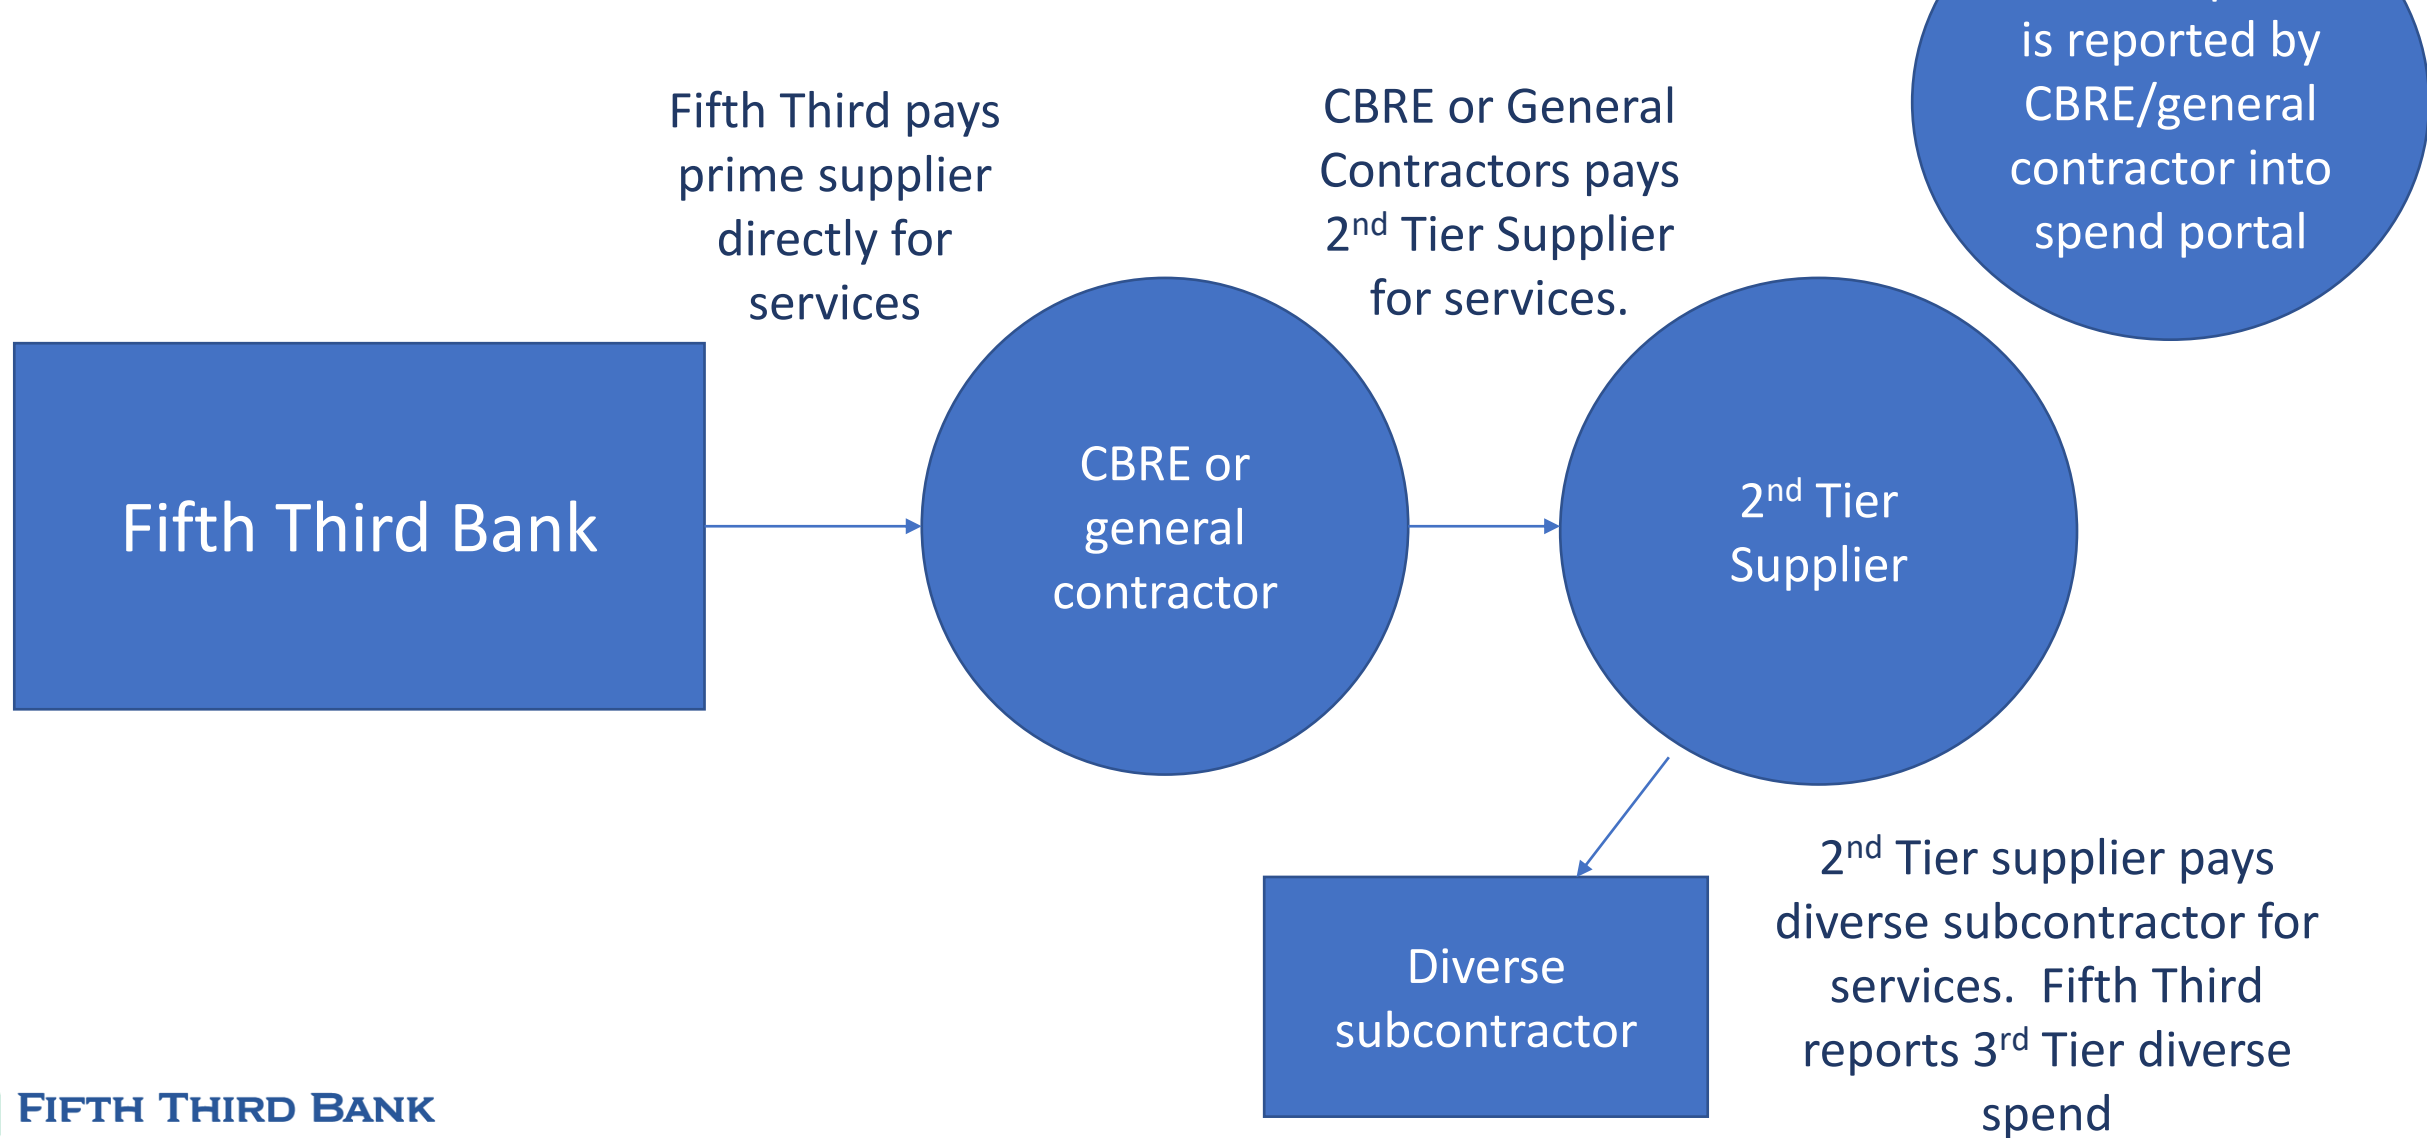 is reported by
CBRE/general
contractor into
spend portal
Fifth Third pays
prime supplier
directly for
services
CBRE or General
Contractors pays
2nd Tier Supplier
for services.
Fifth Third Bank
CBRE or
general
contractor
2nd Tier
Supplier
Diverse
subcontractor
2nd Tier supplier pays
diverse subcontractor for
services.  Fifth Third
reports 3rd Tier diverse
spend
FIFTH THIRD BANK